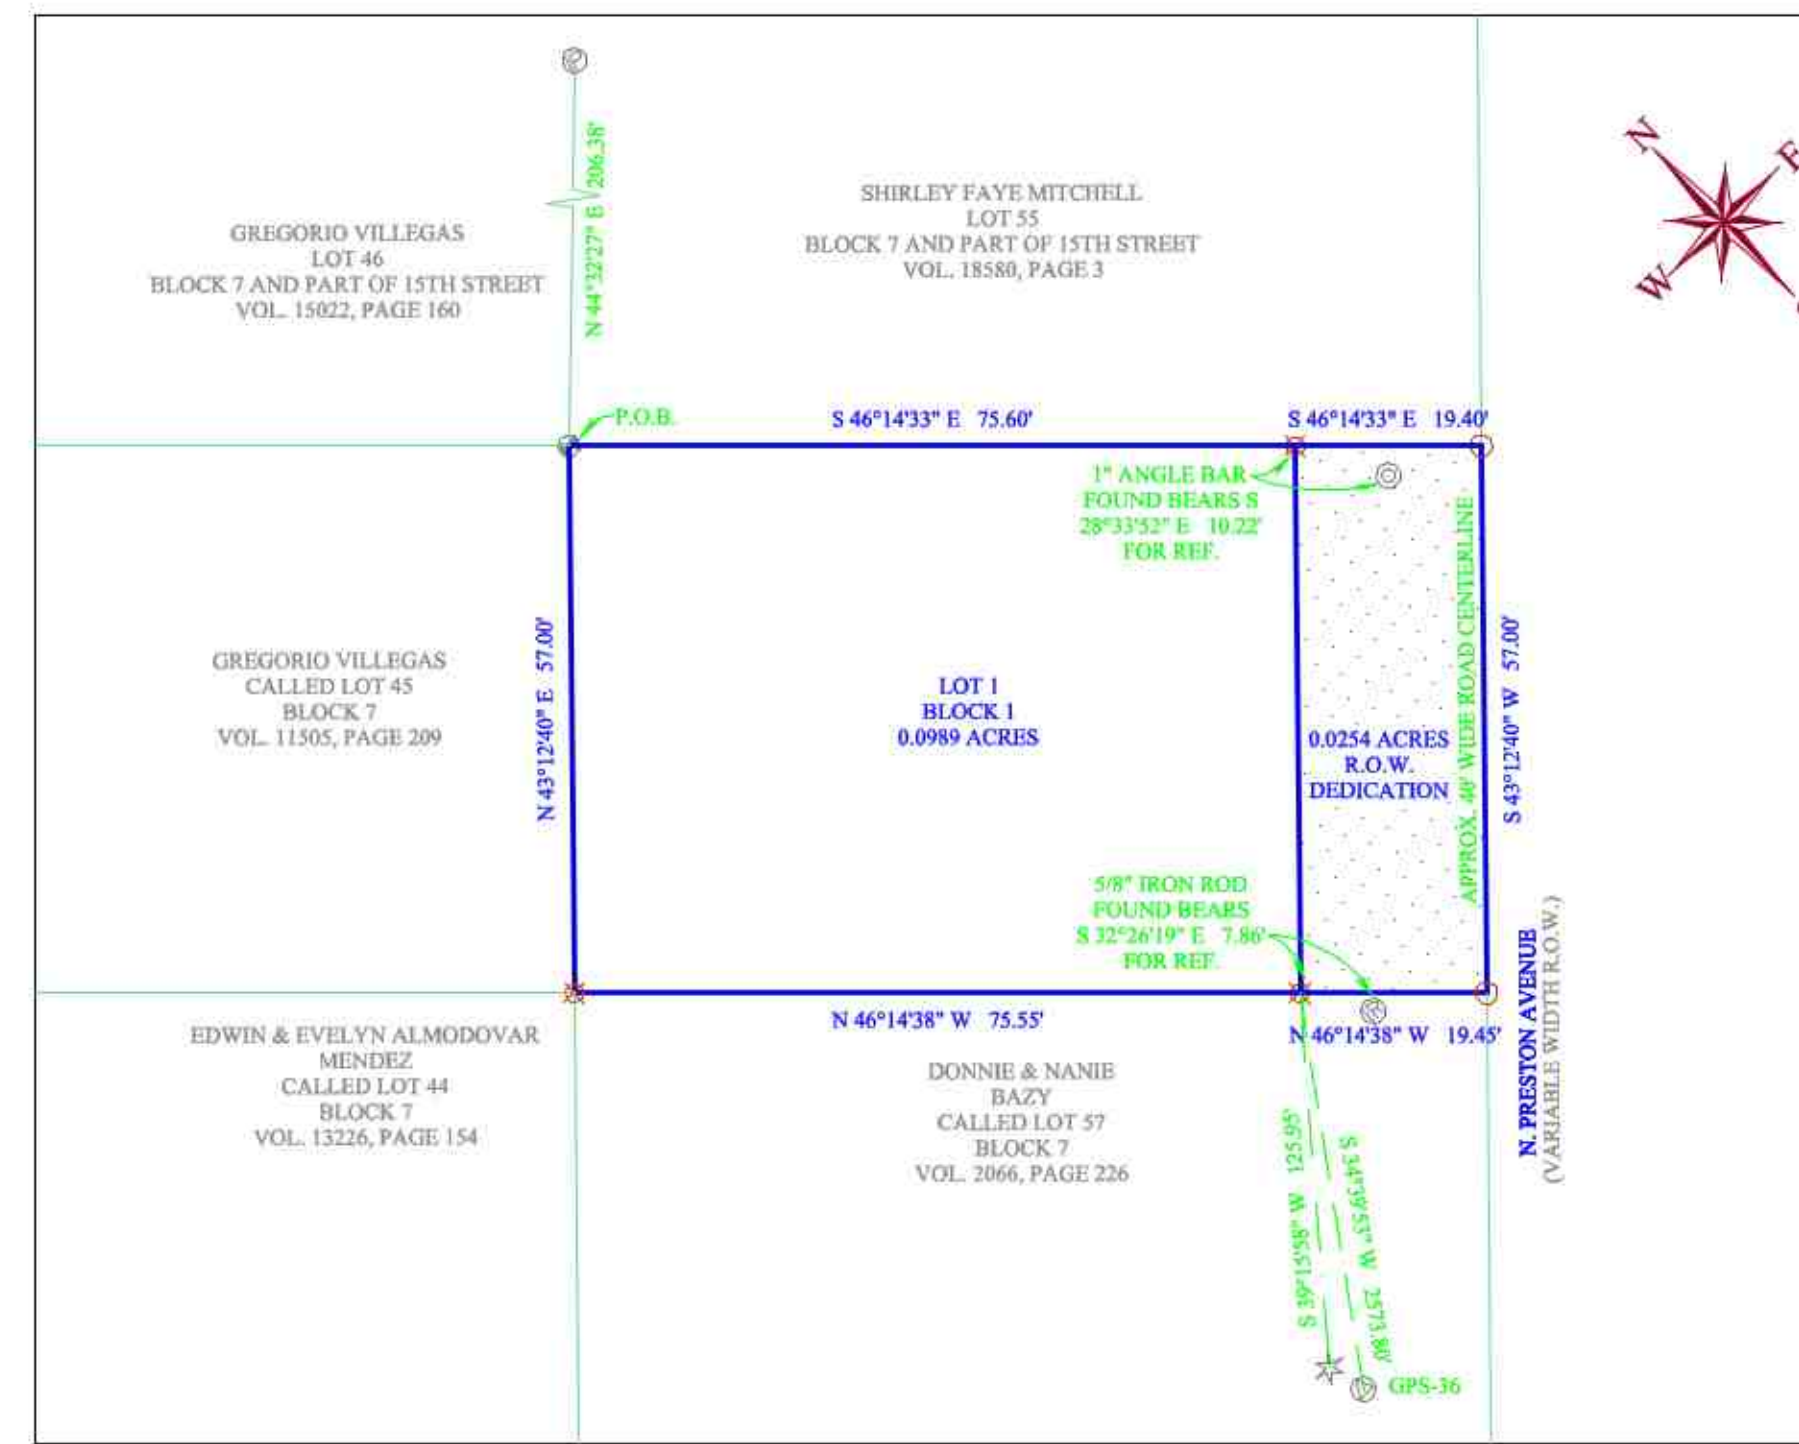 N 44°32'27" E 206.38'
GREGORIO VILLEGAS
LOT 46
BLOCK 7 AND PART OF 15TH STREET
VOL. 15022, PAGE 160
SHIRLEY FAYE MITCHELL
LOT 55
BLOCK 7 AND PART OF 15TH STREET
VOL. 18580, PAGE 3
N
E
W
P.O.B.
S 46°14'33" E 75.60'
S 46°14'33" E 19.40'
1" ANGLE BAR
FOUND BEARS S
28°33'52" E 10.22'
FOR REF.
GREGORIO VILLEGAS
CALLED LOT 45
BLOCK 7
VOL. 11505, PAGE 209
N 43°12'40" E 57.00'
LOT 1
BLOCK 1
0.0989 ACRES
0.0254 ACRES
R.O.W.
DEDICATION
APPROX. 40' WIDE ROAD CENTERLINE
S 43°12'40" W 57.00'
5/8" IRON ROD
FOUND BEARS
S 32°26'19" E 7.86'
FOR REF.
N 46°14'38" W 75.55'
N 46°14'38" W 19.45'
N. PRESTON AVENUE
(VARIABLE WIDTH R.O.W.)
EDWIN & EVELYN ALMODOVAR
MENDEZ
CALLED LOT 44
BLOCK 7
VOL. 13226, PAGE 154
DONNIE & NANIE
BAZY
CALLED LOT 57
BLOCK 7
VOL. 2066, PAGE 226
S 39°15'58" W 125.95'
S 34°39'53" W 2573.80'
GPS-36